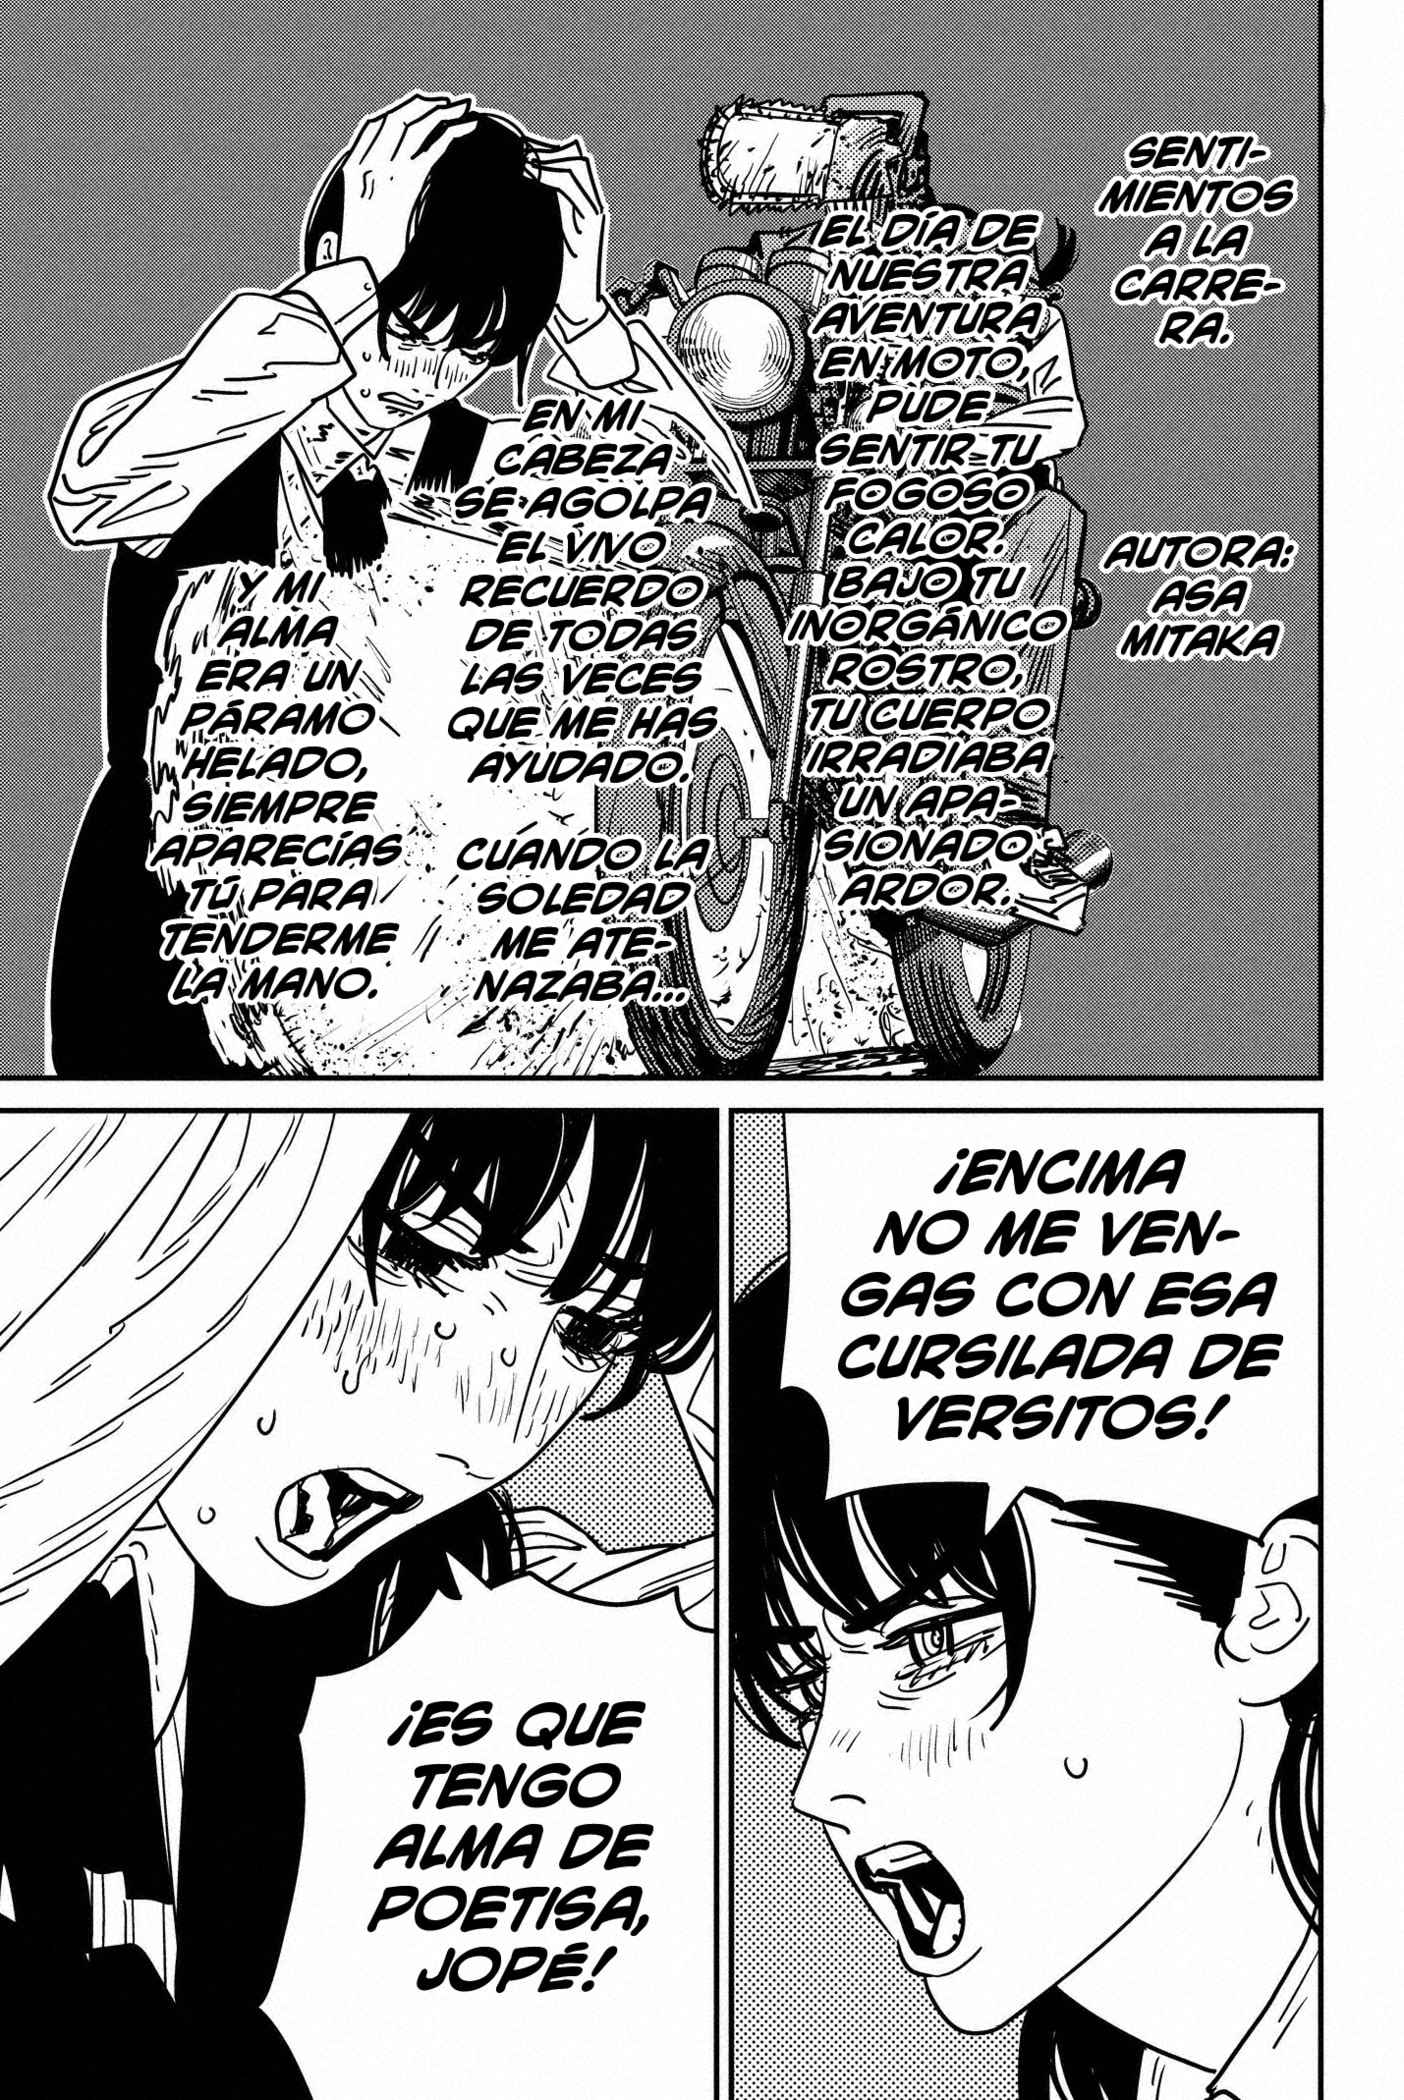 SENTI-
MIENTOS
A LA
CARRE-
RA.
AUTORA:
ASA
MITAKA
EL DÍA DE
NUESTRA
AVENTURA
EN MOTO,
PUDE
SENTIR TU
FOGOSO
CALOR.
BAJO TU
INORGÁNICO
ROSTRO,
TU CUERPO
IRRADIABA
UN APA-
SIONADO
ARDOR.
EN MI
CABEZA
SE AGOLPA
EL VIVO
RECUERDO
DE TODAS
LAS VECES
QUE ME HAS
AYUDADO.
CUANDO LA
SOLEDAD
ME ATE-
NAZABA...
Y MI
ALMA
ERA UN
PÁRAMO
HELADO,
SIEMPRE
APARECÍAS
TÚ PARA
TENDERME
LA MANO.
¡ENCIMA
NO ME VEN-
GAS CON ESA
CURSILADA DE
VERSITOS!
¡ES QUE
TENGO
ALMA DE
POETISA,
JOPÉ!